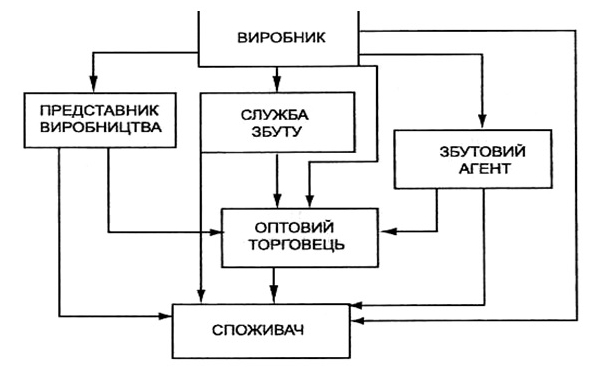 ВИРОБНИК
ПРЕДСТАВНИК
ВИРОБНИЦТВА
СЛУЖБА
ЗБУТУ
ЗБУТОВИЙ
АГЕНТ
ОПТОВИЙ
ТОРГОВЕЦЬ
СПОЖИВАЧ